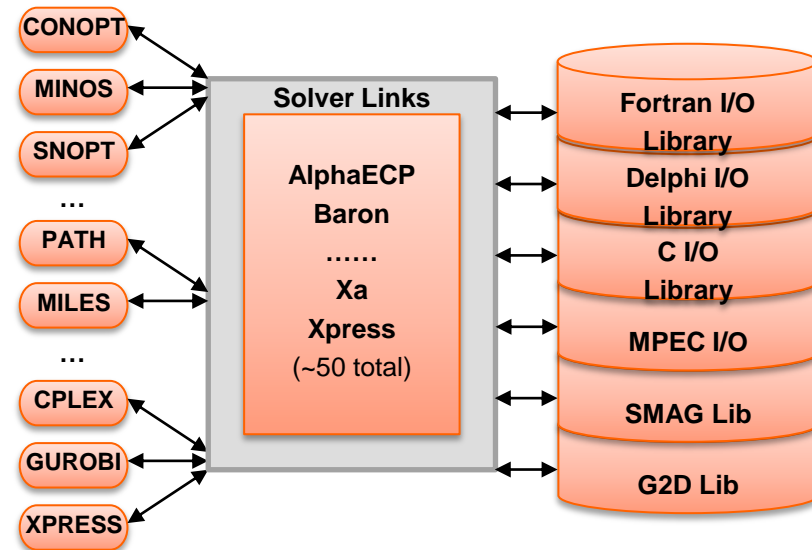 CONOPT
MINOS
SNOPT
...
PATH
MILES
...
CPLEX
GUROBI
XPRESS
Solver Links
AlphaECP
Baron
......
Xa
Xpress
(~50 total)
Fortran I/O
Library
Delphi I/O
Library
C I/O
Library
MPEC I/O
SMAG Lib
G2D Lib